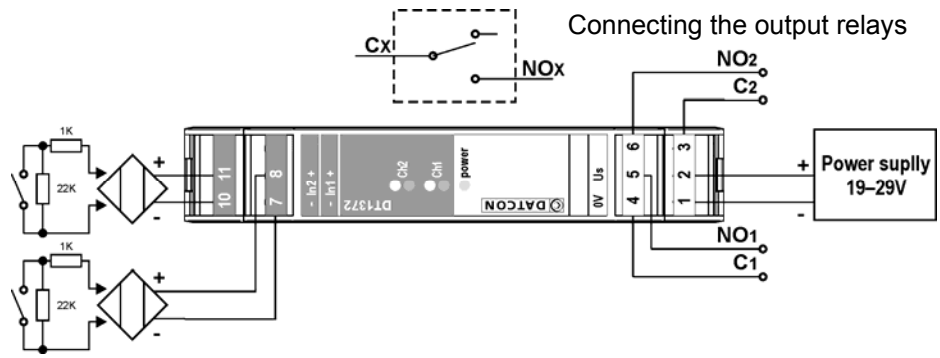 Connecting the output relays
Cx
NOx
NO2
C2
1K
22K
+
-
11
10
8
7
- In2 +
- In1 +
Ch2
Ch1
DT1372
power
DATCON
0V Us
6
5
4
3
2
1
+
-
Power suplly
19–29V
NO1
C1
1K
22K
+
-